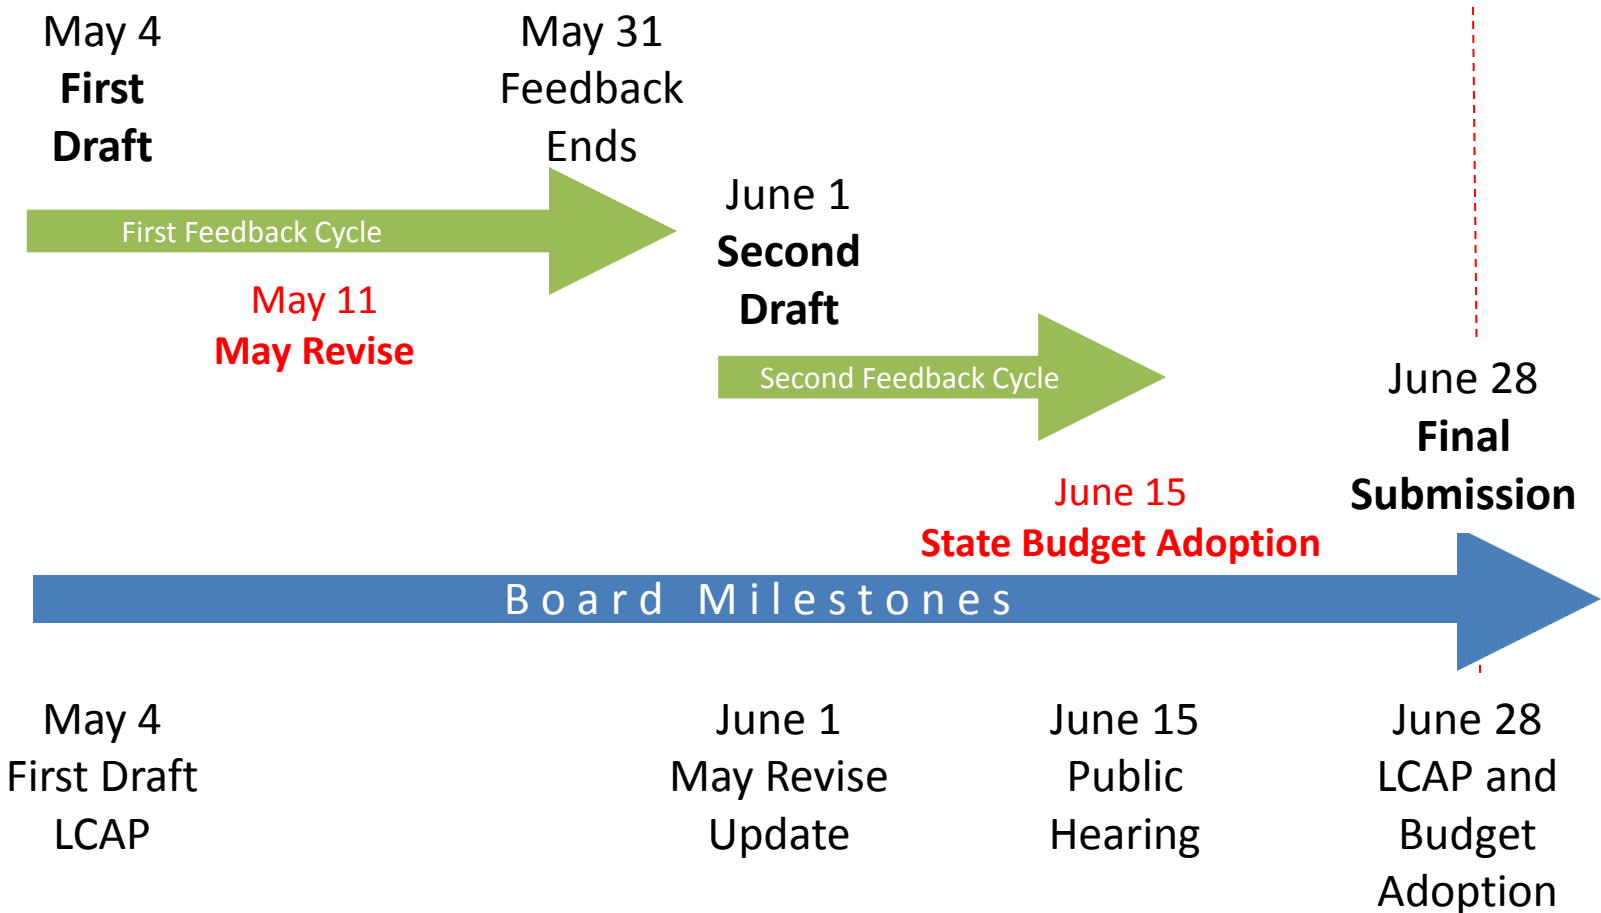 May 4
First
Draft
May 31
Feedback
Ends
First Feedback Cycle
May 11
May Revise
June 1
Second
Draft
Second Feedback Cycle
June 15
State Budget Adoption
June 28
Final
Submission
Board Milestones
May 4
First Draft
LCAP
June 1
May Revise
Update
June 15
Public
Hearing
June 28
LCAP and
Budget
Adoption